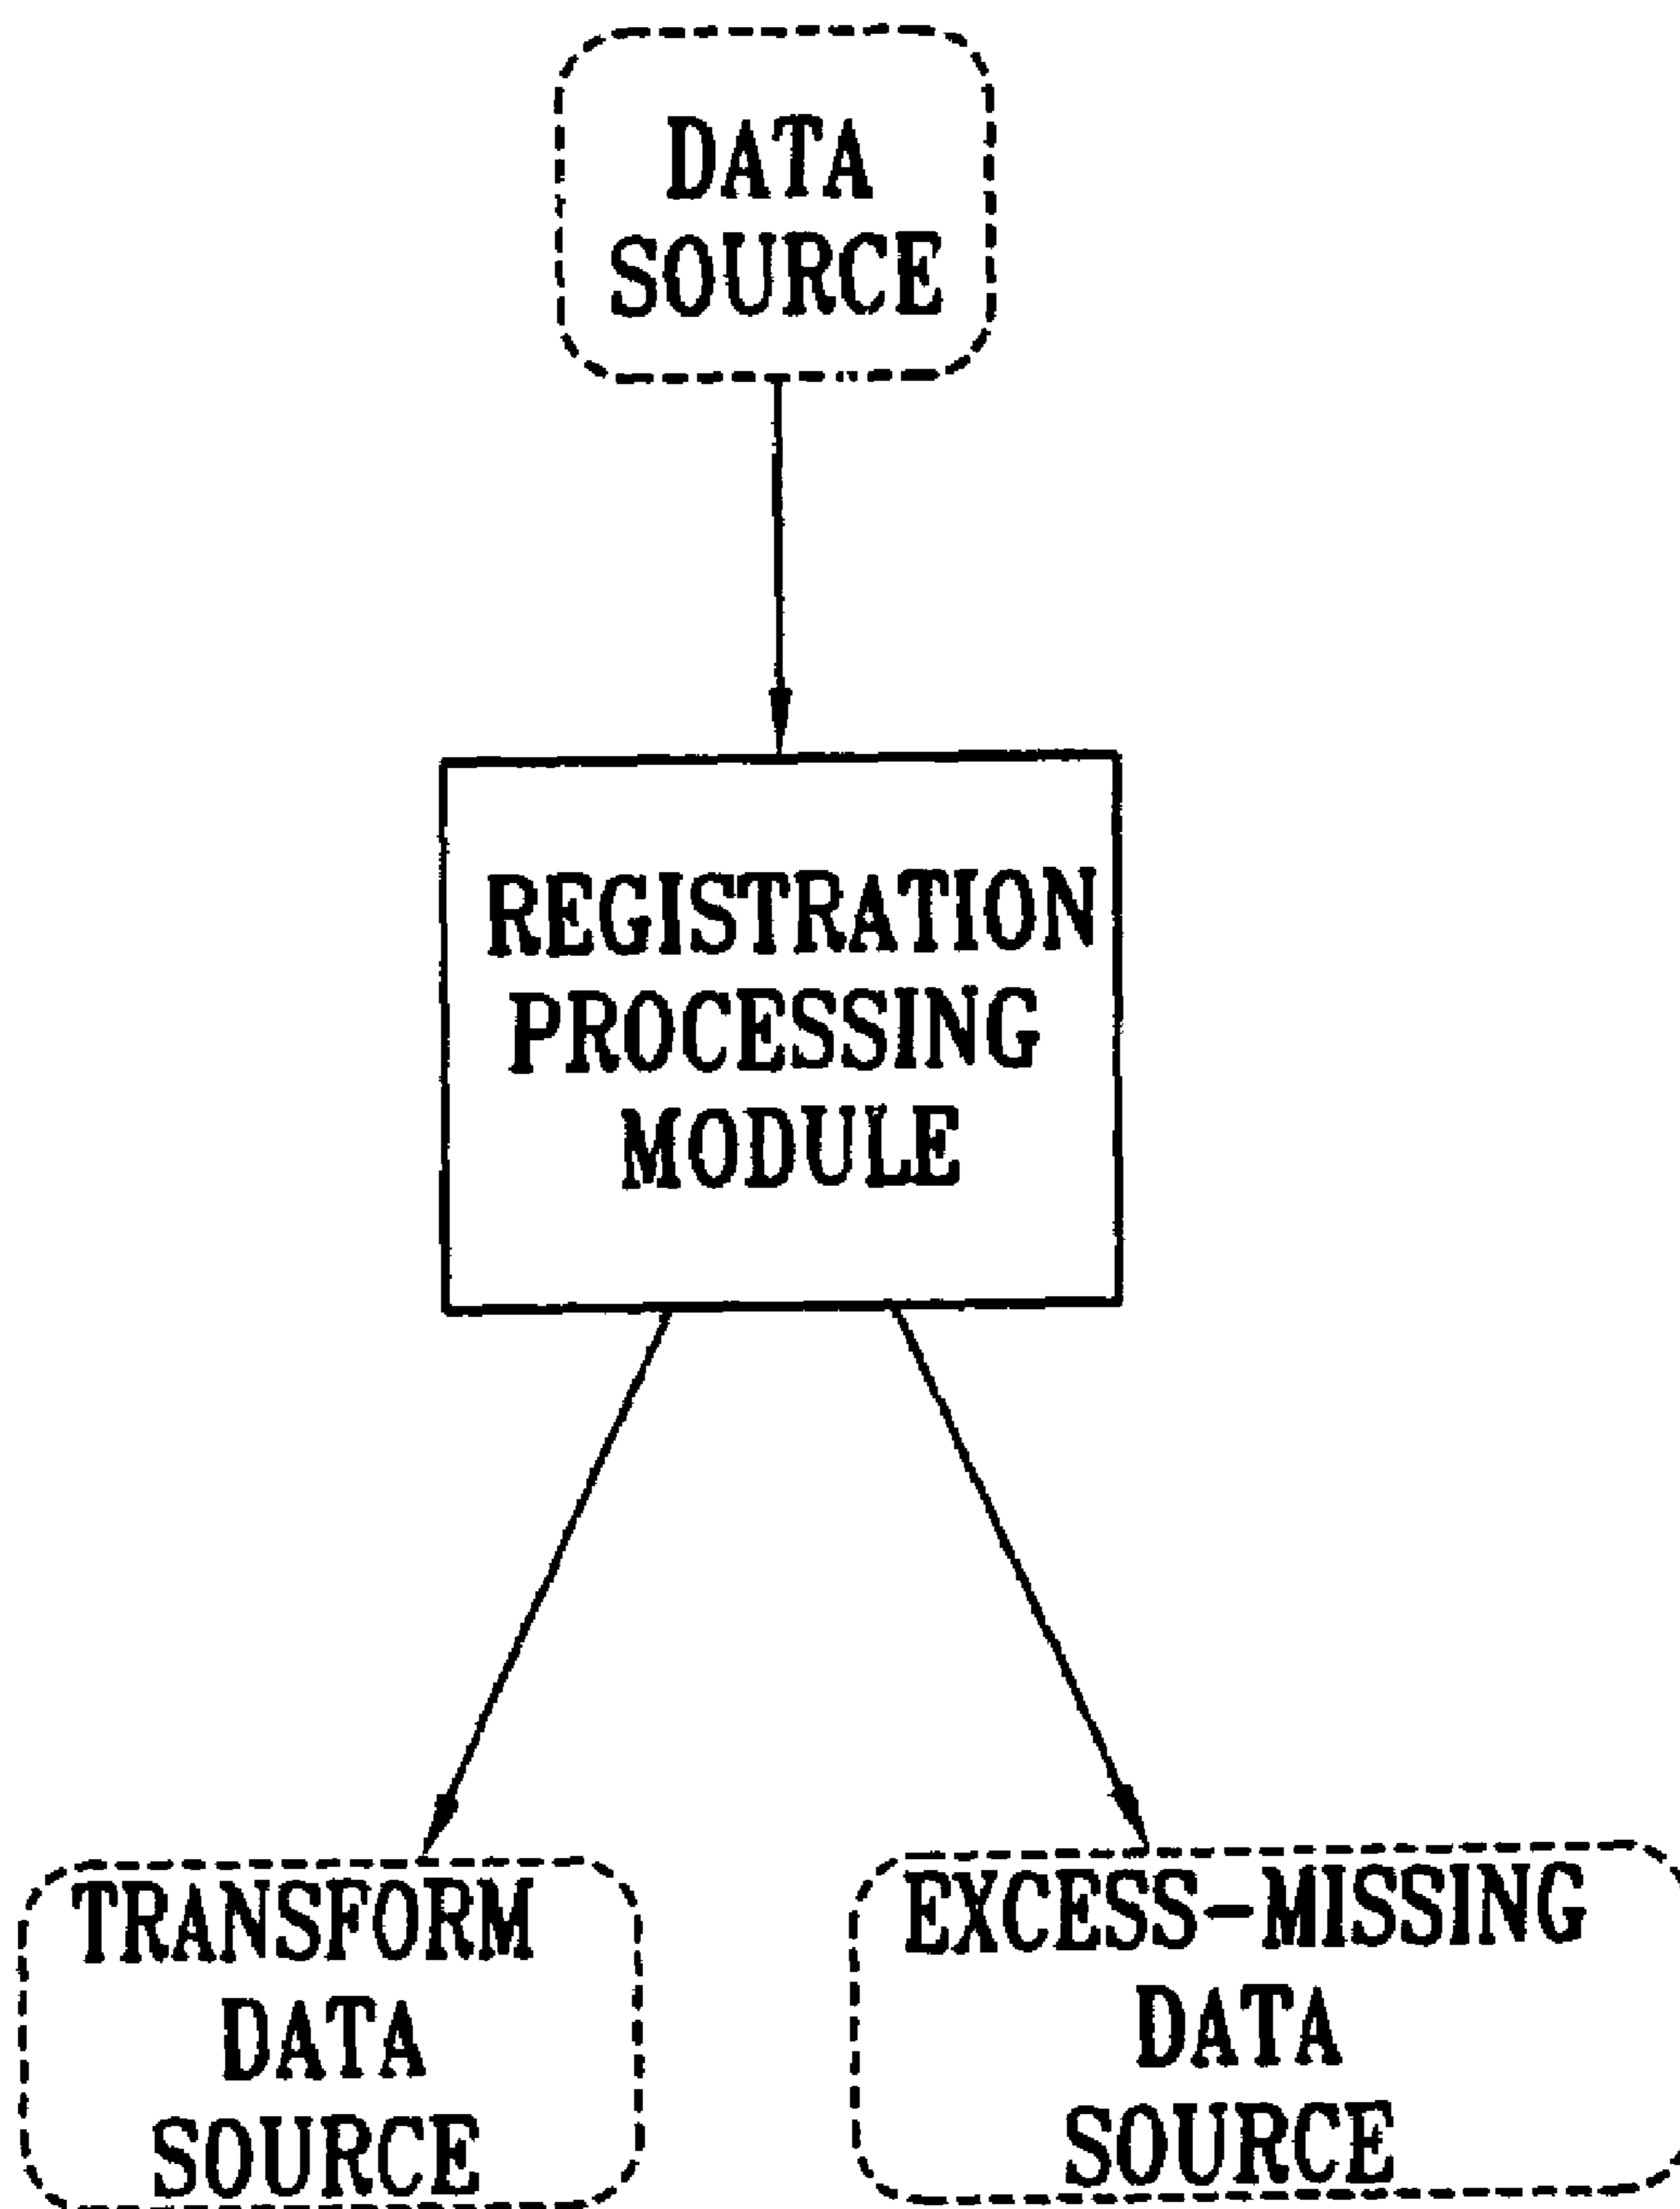 DATA
SOURCE
REGISTRATION
PROCESSING
MODULE
TRANSFORM
DATA
SOURCE
EXCESS-MISSING
DATA
SOURCE